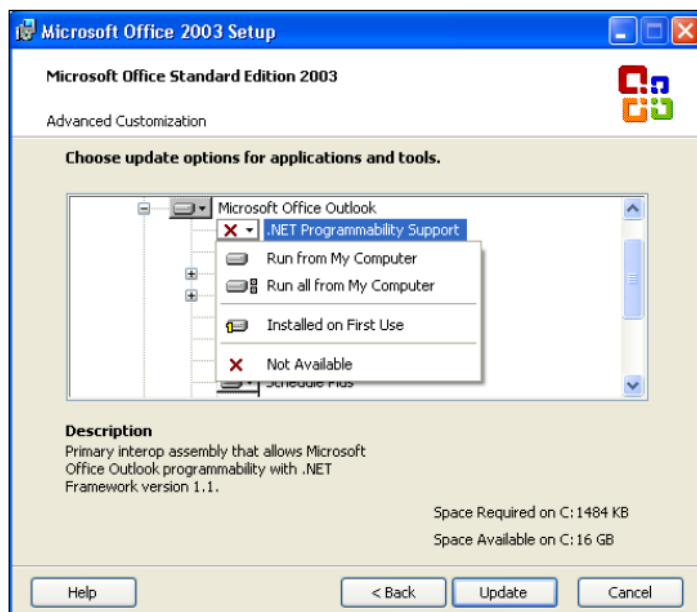 Microsoft Office 2003 Setup
Microsoft Office Standard Edition 2003
Advanced Customization
Choose update options for applications and tools.
Microsoft Office Outlook
.NET Programmability Support
Run from My Computer
Run all from My Computer
Installed on First Use
Not Available
Schedule Plus
Description
Primary interop assembly that allows Microsoft
Office Outlook programmability with .NET
Framework version 1.1.
Space Required on C: 1484 KB
Space Available on C: 16 GB
Help
< Back
Update
Cancel